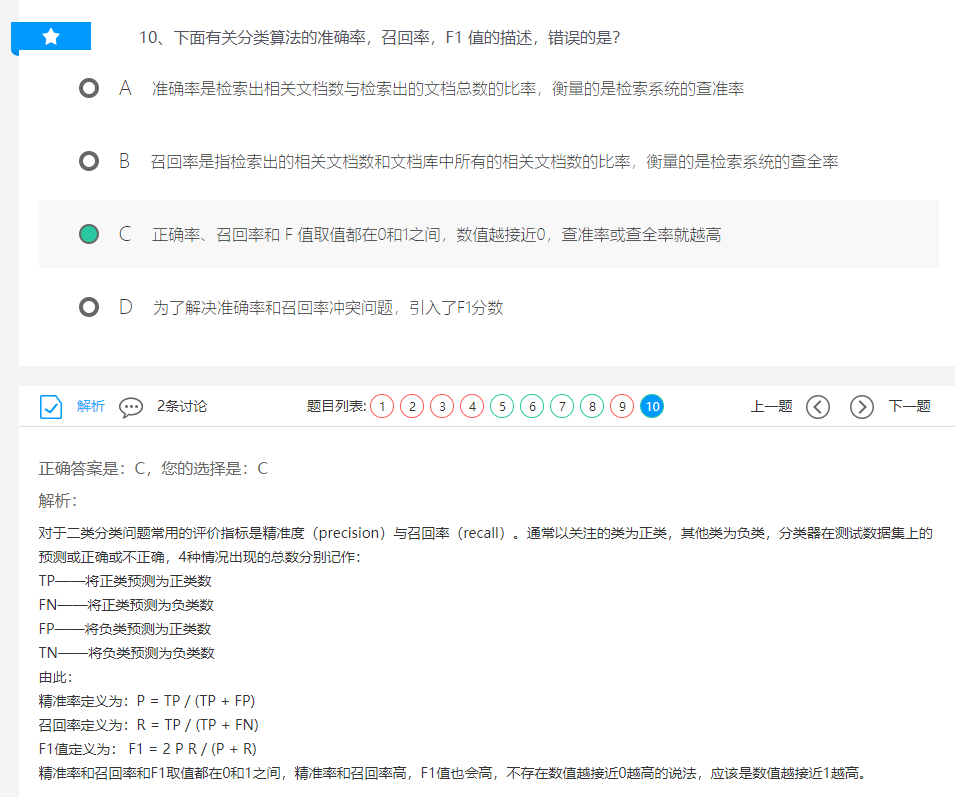 10、下面有关分类算法的准确率，召回率，F1 值的描述，错误的是？
A 准确率是检索出相关文档数与检索出的文档总数的比率，衡量的是检索系统的查准率
B 召回率是指检索出的相关文档数和文档库中所有的相关文档数的比率，衡量的是检索系统的查全率
C 正确率、召回率和 F 值取值都在0和1之间，数值越接近0，查准率或查全率就越高
D 为了解决准确率和召回率冲突问题，引入了F1分数
解析 2条讨论 题目列表: 1 2 3 4 5 6 7 8 9 10 上一题 下一题
正确答案是：C，您的选择是：C
解析：
对于二类分类问题常用的评价指标是精准度（precision）与召回率（recall）。通常以关注的类为正类，其他类为负类，分类器在测试数据集上的
预测或正确或不正确，4种情况出现的总数分别记作：
TP——将正类预测为正类数
FN——将正类预测为负类数
FP——将负类预测为正类数
TN——将负类预测为负类数
由此：
精准率定义为：P = TP / (TP + FP)
召回率定义为：R = TP / (TP + FN)
F1值定义为： F1 = 2 P R / (P + R)
精准率和召回率和F1取值都在0和1之间，精准率和召回率高，F1值也会高，不存在数值越接近0越高的说法，应该是数值越接近1越高。